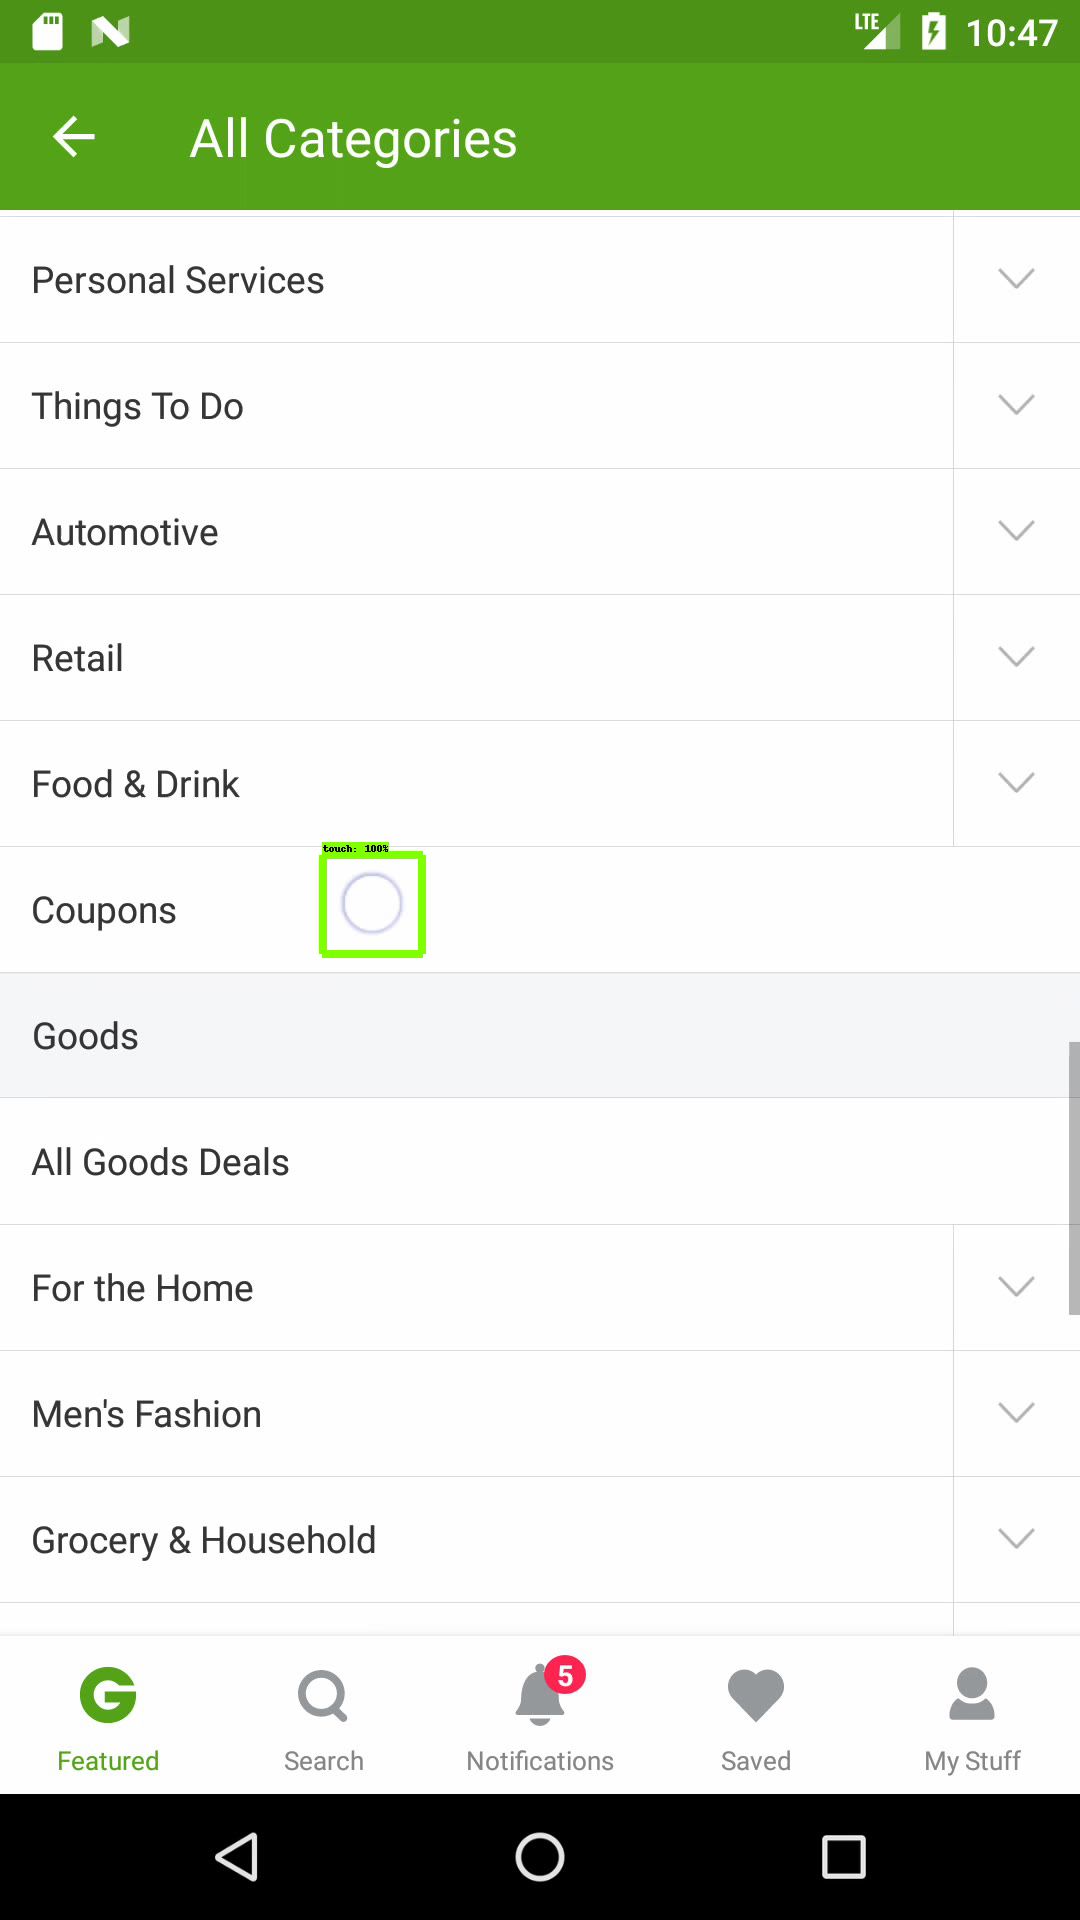 LTE 10:47
All Categories
Personal Services
Things To Do
Automotive
Retail
Food & Drink
touch: 100%
Coupons
Goods
All Goods Deals
For the Home
Men's Fashion
Grocery & Household
5
Featured Search Notifications Saved My Stuff